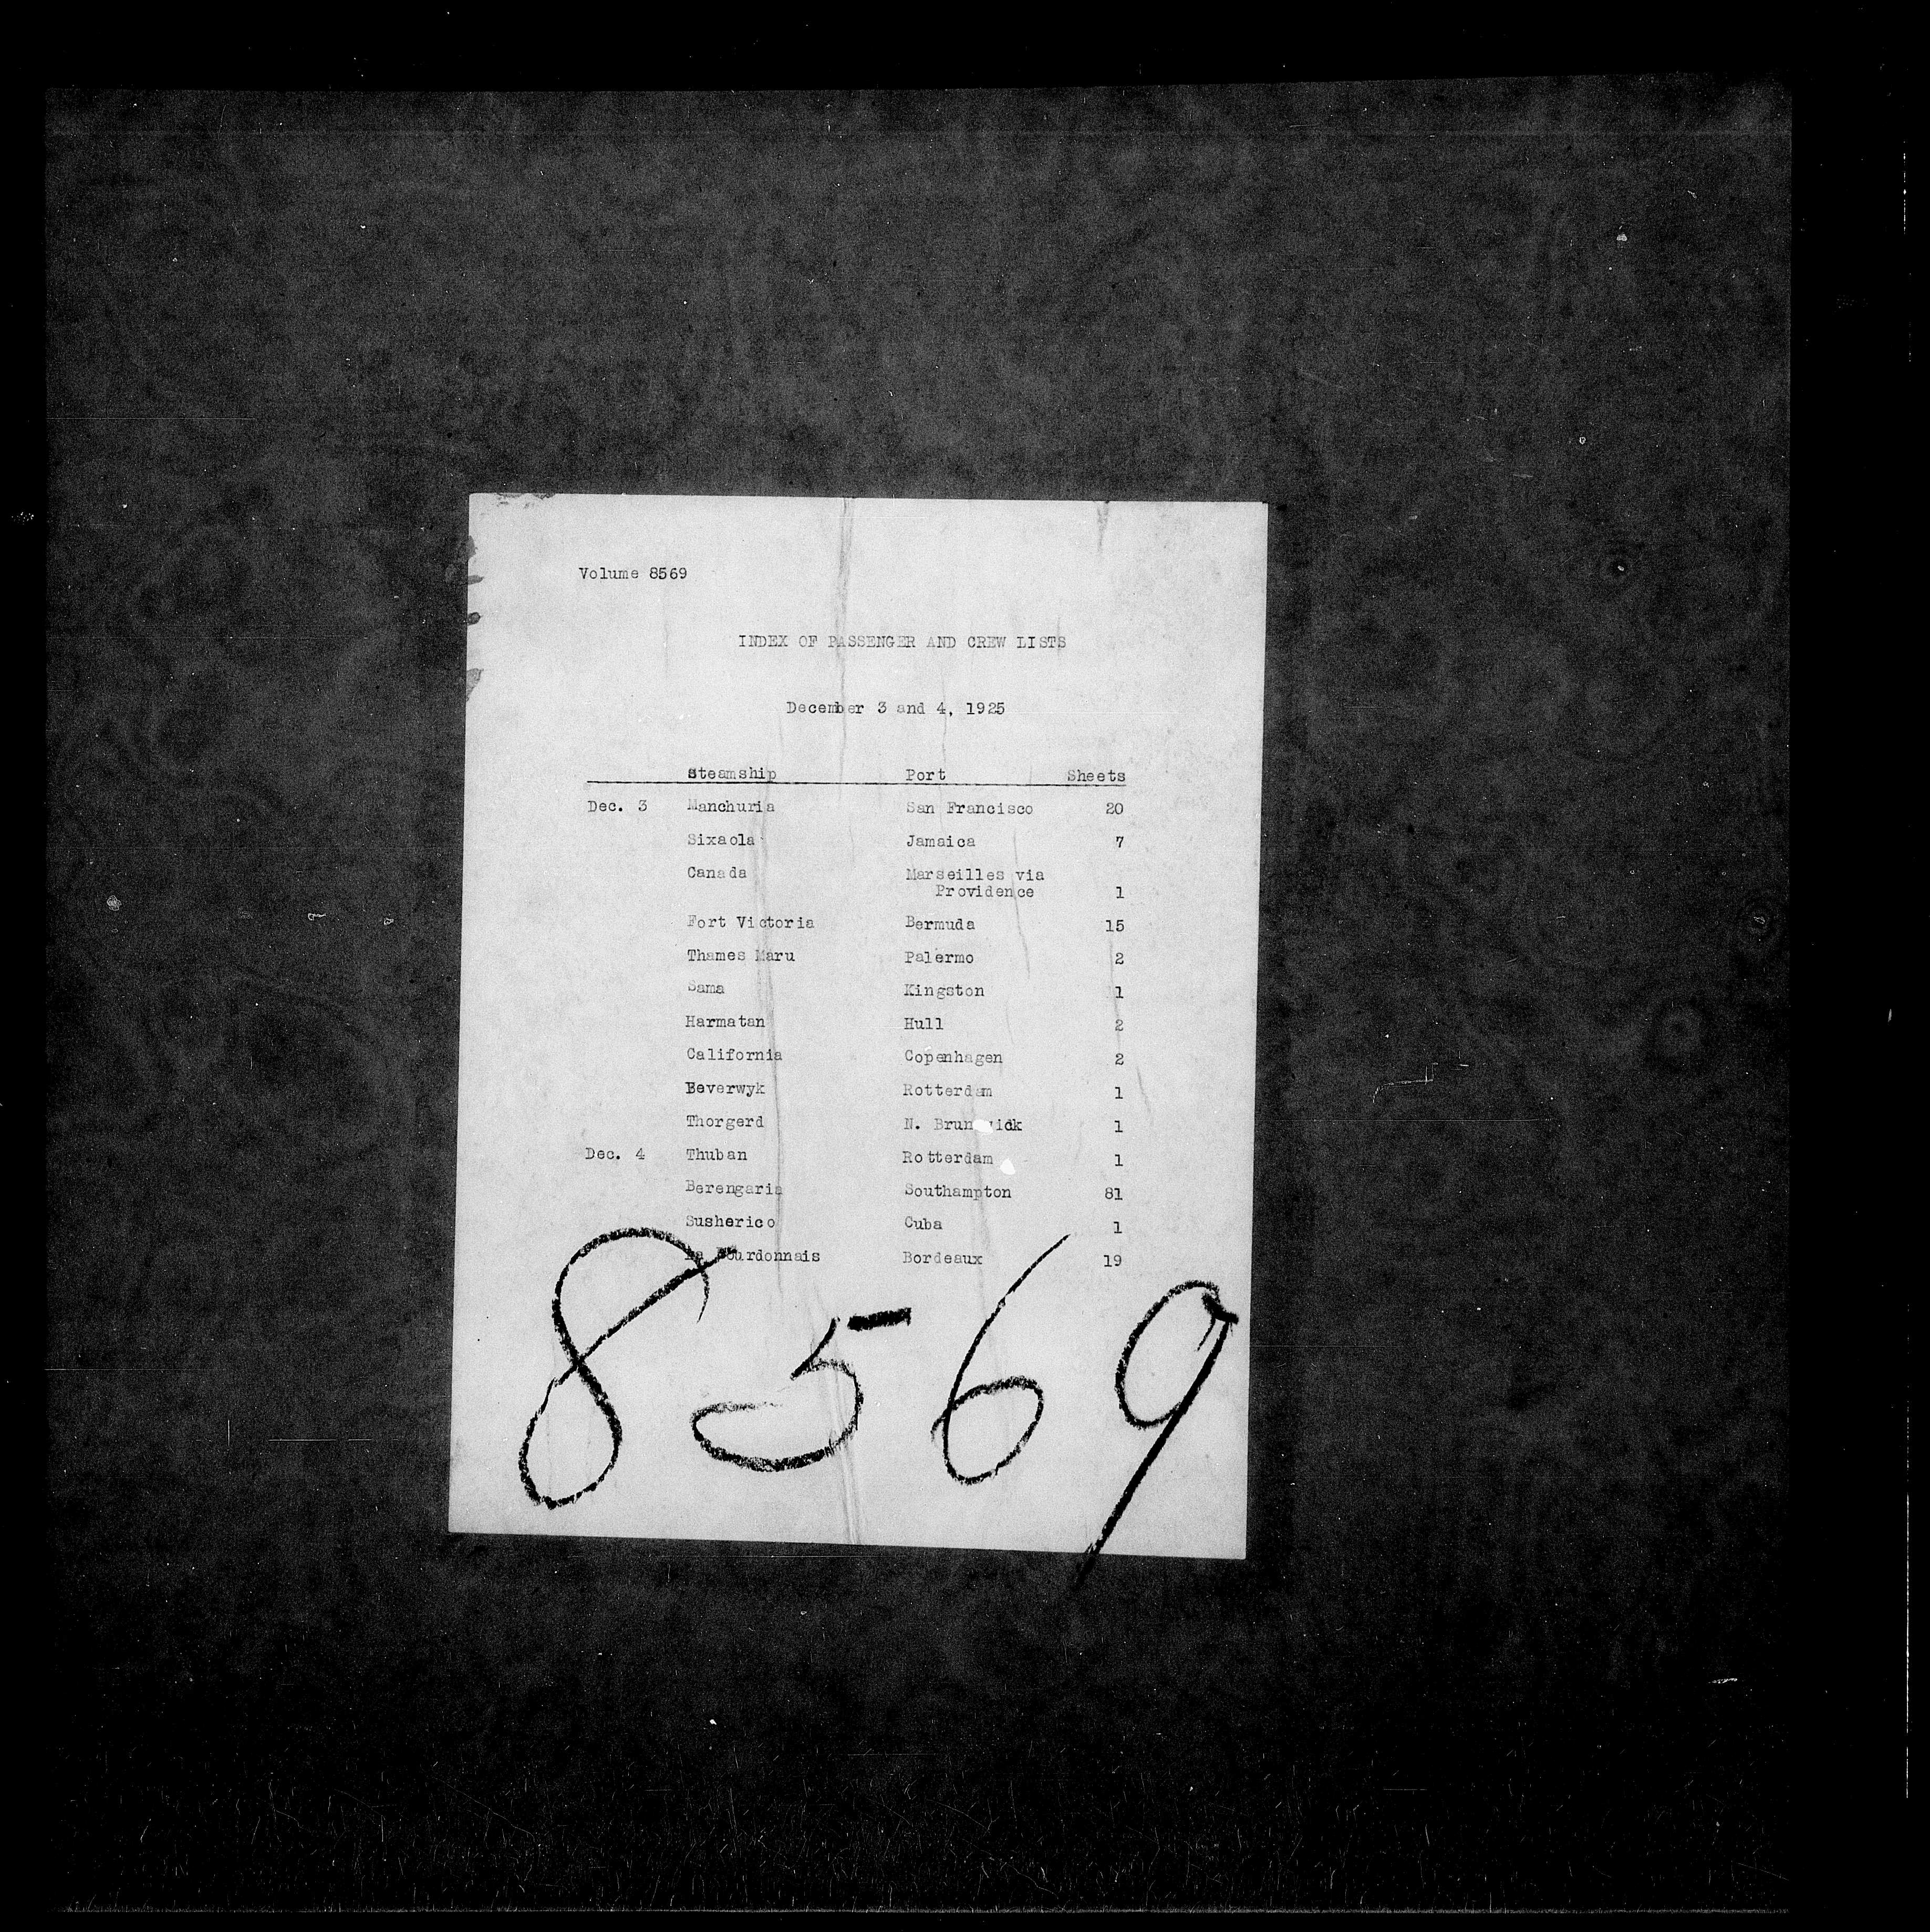 Volume 8569
INDEX OF PASSENGER AND CREW LISTS
December 3 and 4, 1925
Steamship Port Sheets
Dec. 3 Manchuria San Francisco 20
Sixaola Jamaica 7
Canada Marseilles via
Providence 1
Fort Victoria Bermuda 15
Thames Maru Palermo 2
Sama Kingston 1
Harmatan Hull 2
California Copenhagen 2
Beverwyk Rotterdam 1
Thorgerd N. 1
Dec. 4 Thuban Rotterdam 1
Berengaria Southampton 81
Susherico Cuba 1
La Bourdonnais Bordeaux 19
8569